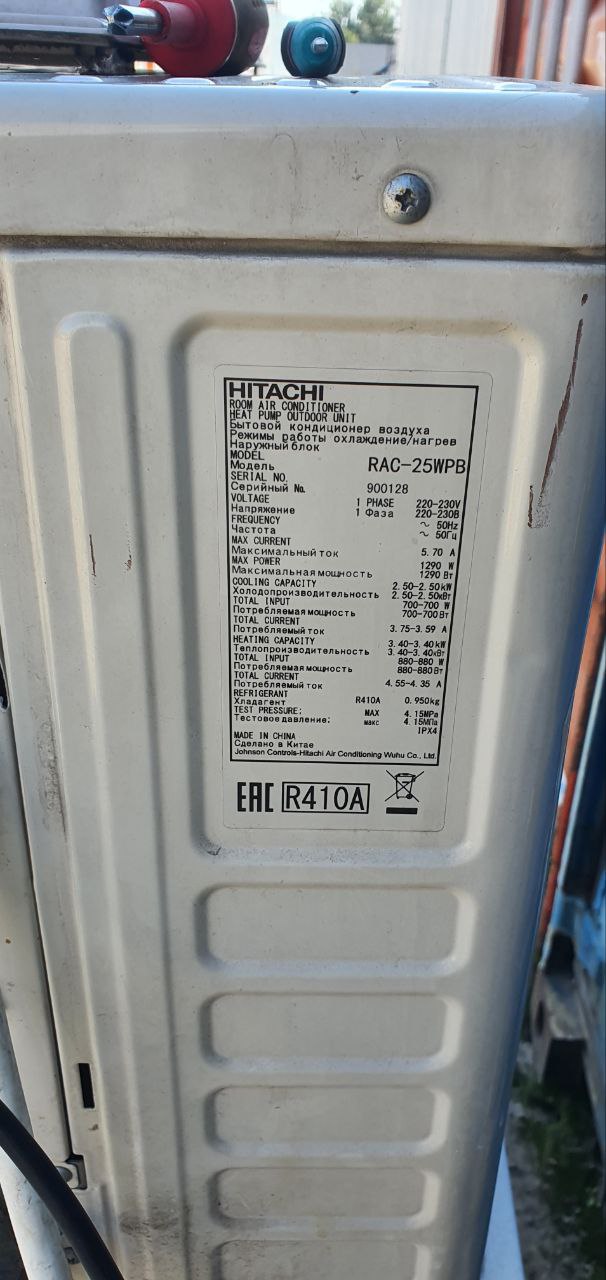 HITACHI
ROOM AIR CONDITIONER
HEAT PUMP OUTDOOR UNIT
Бытовой кондиционер воздуха
Режимы работы охлаждение/нагрев
Наружный блок
MODEL
Модель RAC-25WPB
SERIAL NO.
Серийный №. 900128
VOLTAGE 1 PHASE 220-230V
Напряжение 1 Фаза 220-230В
FREQUENCY ~ 50Hz
Частота ~ 50Гц
MAX CURRENT
Максимальный ток 5.70 A
MAX POWER 1290 W
Максимальная мощность 1290 Вт
COOLING CAPACITY 2.50-2.50kW
Холодопроизводительность 2.50-2.50кВт
TOTAL INPUT 700-700 W
Потребляемая мощность 700-700Вт
TOTAL CURRENT
Потребляемый ток 3.75-3.59 A
HEATING CAPACITY 3.40-3.40kW
Теплопроизводительность 3.40-3.40кВт
TOTAL INPUT 880-880 W
Потребляемая мощность 880-880Вт
TOTAL CURRENT
Потребляемый ток 4.55-4.35 A
REFRIGERANT
Хладагент R410A 0.950kg
TEST PRESSURE: MAX 4.15MPa
Тестовое давление: макс 4.15МПа
IPX4
MADE IN CHINA
Сделано в Китае
Johnson Controls-Hitachi Air Conditioning Wuhu Co., Ltd.
EAC R410A